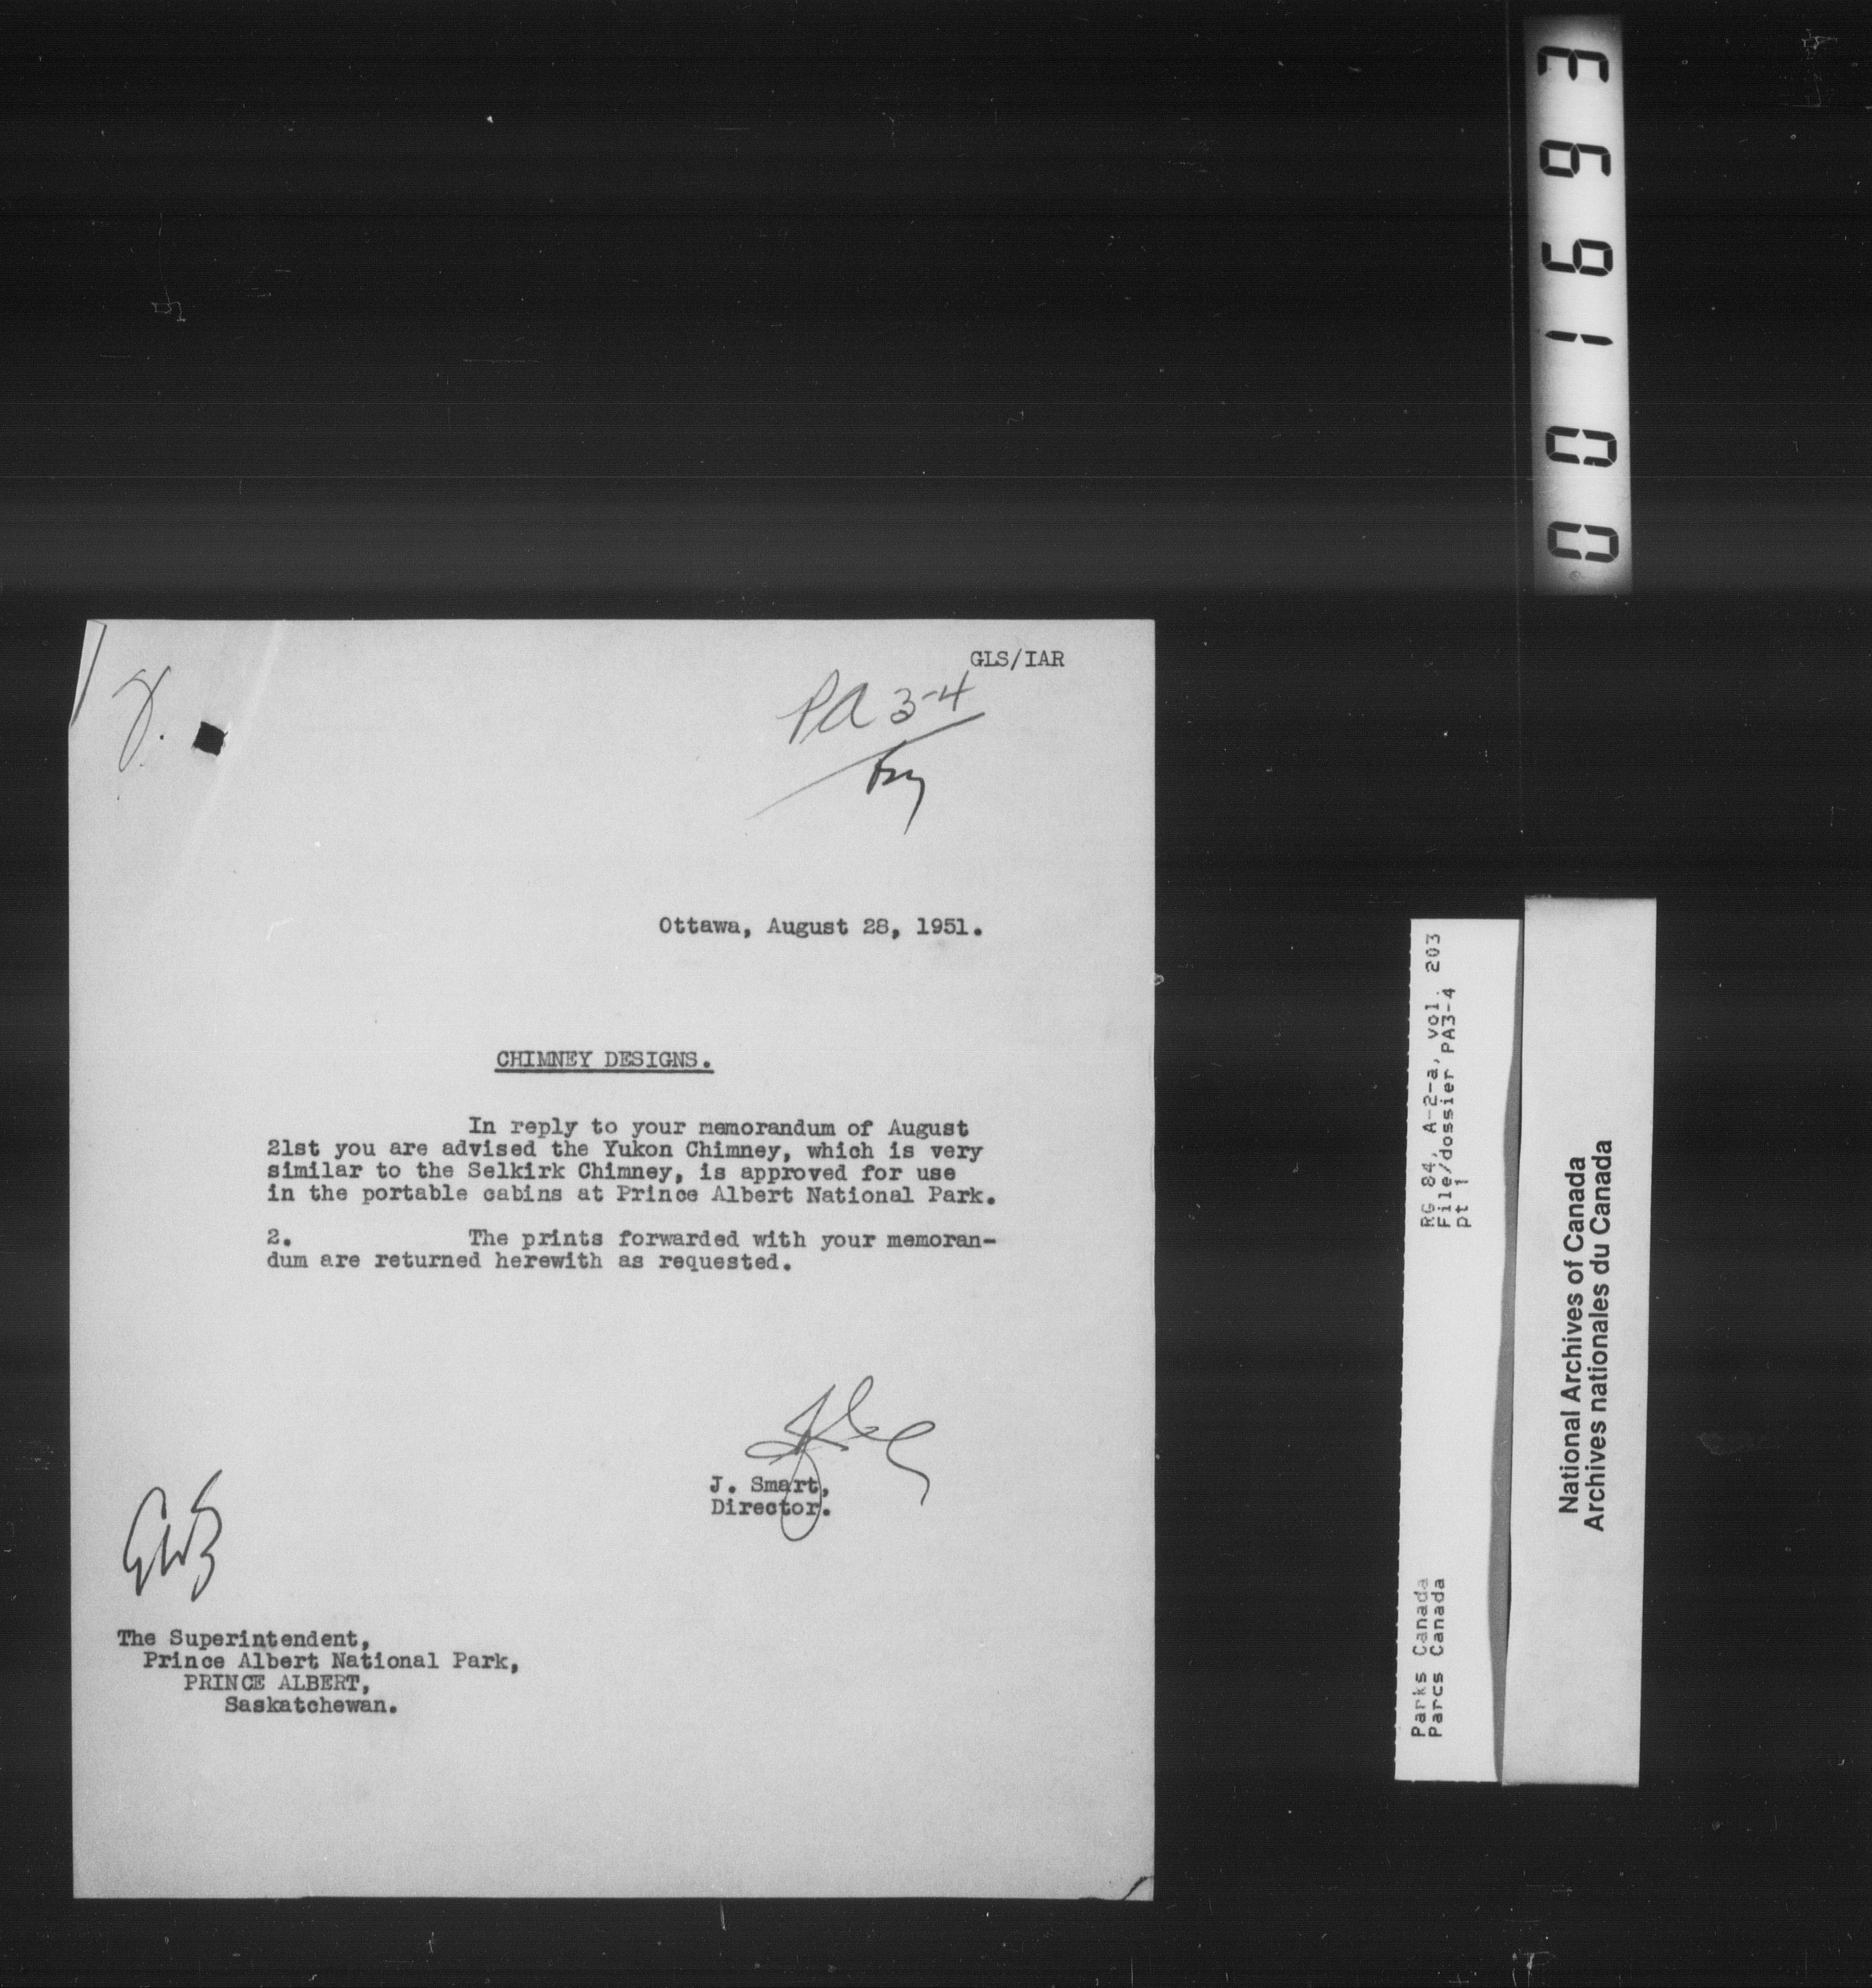 GLS/IAR
PA 3-4
Ottawa, August 28, 1951.
CHIMNEY DESIGNS.
In reply to your memorandum of August
21st you are advised the Yukon Chimney, which is very
similar to the Selkirk Chimney, is approved for use
in the portable cabins at Prince Albert National Park.
2. The prints forwarded with your memoran-
dum are returned herewith as requested.
J. Smart,
Director.
The Superintendent,
Prince Albert National Park,
PRINCE ALBERT,
Saskatchewan.
001693
RG 84, A-2-a, vol. 203
File/dossier PA3-4
pt 1
Parks Canada
Parcs Canada
National Archives of Canada
Archives nationales du Canada